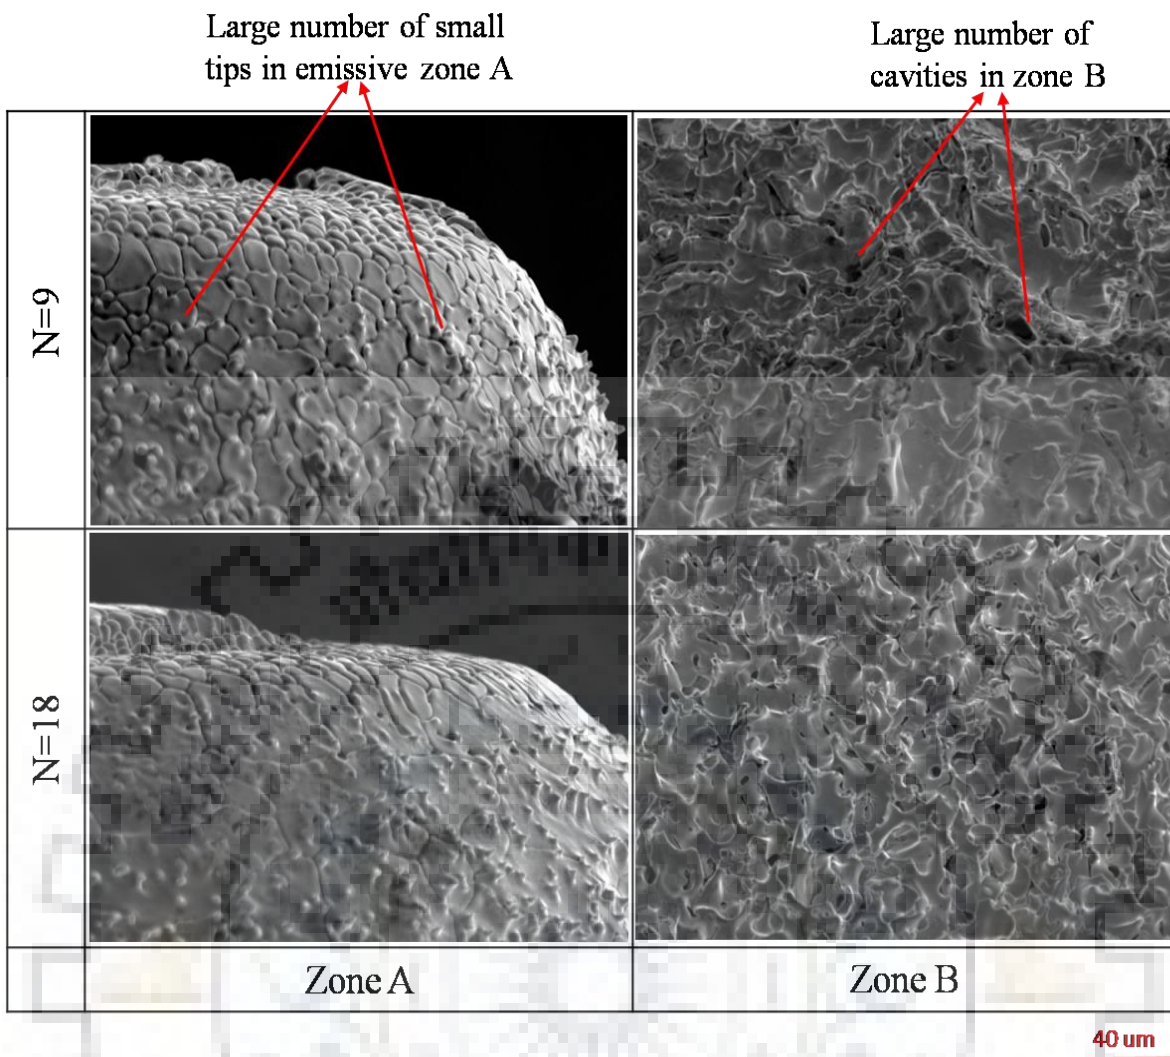 Large number of small
tips in emissive zone A
Large number of
cavities in zone B
N=9
N=18
Zone A
Zone B
40 um